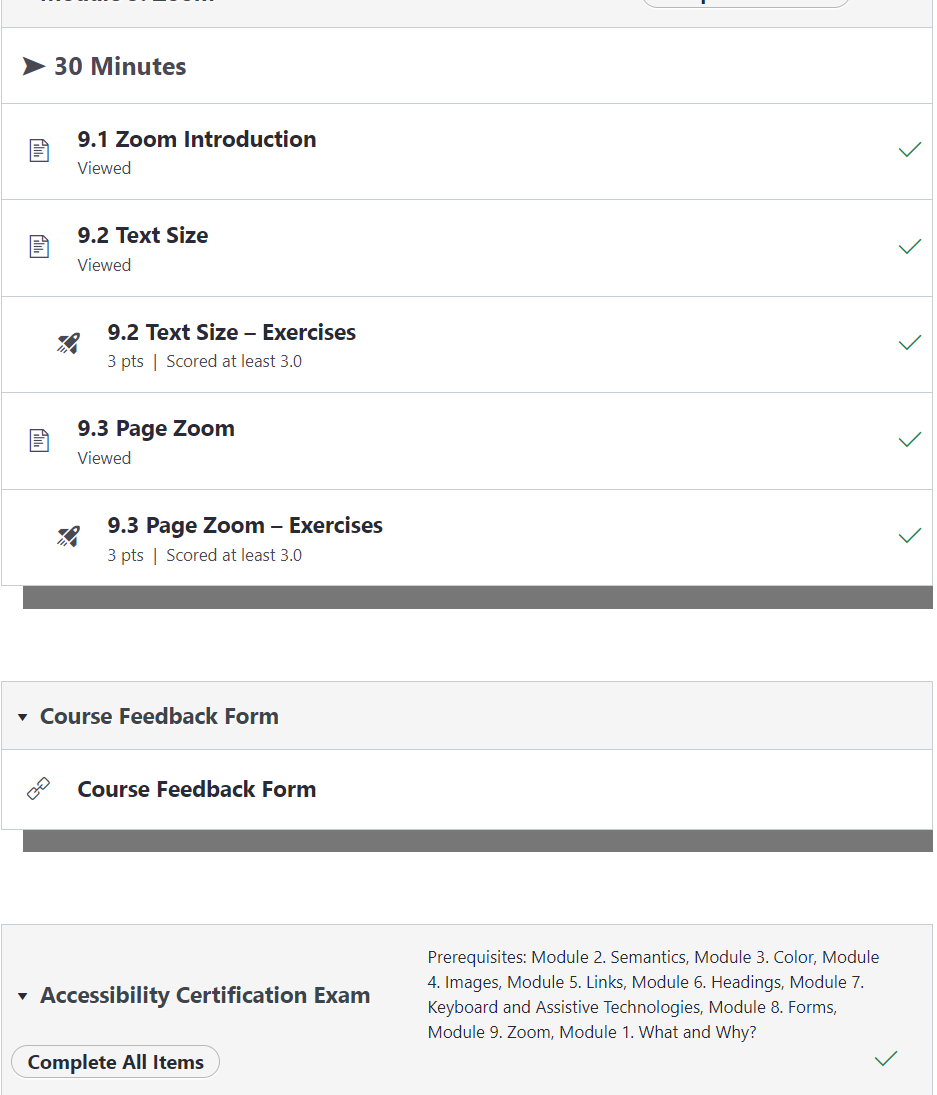 30 Minutes
9.1 Zoom Introduction
Viewed
9.2 Text Size
Viewed
9.2 Text Size – Exercises
3 pts | Scored at least 3.0
9.3 Page Zoom
Viewed
9.3 Page Zoom – Exercises
3 pts | Scored at least 3.0
Course Feedback Form
Course Feedback Form
Accessibility Certification Exam
Prerequisites: Module 2. Semantics, Module 3. Color, Module
4. Images, Module 5. Links, Module 6. Headings, Module 7.
Keyboard and Assistive Technologies, Module 8. Forms,
Module 9. Zoom, Module 1. What and Why?
Complete All Items